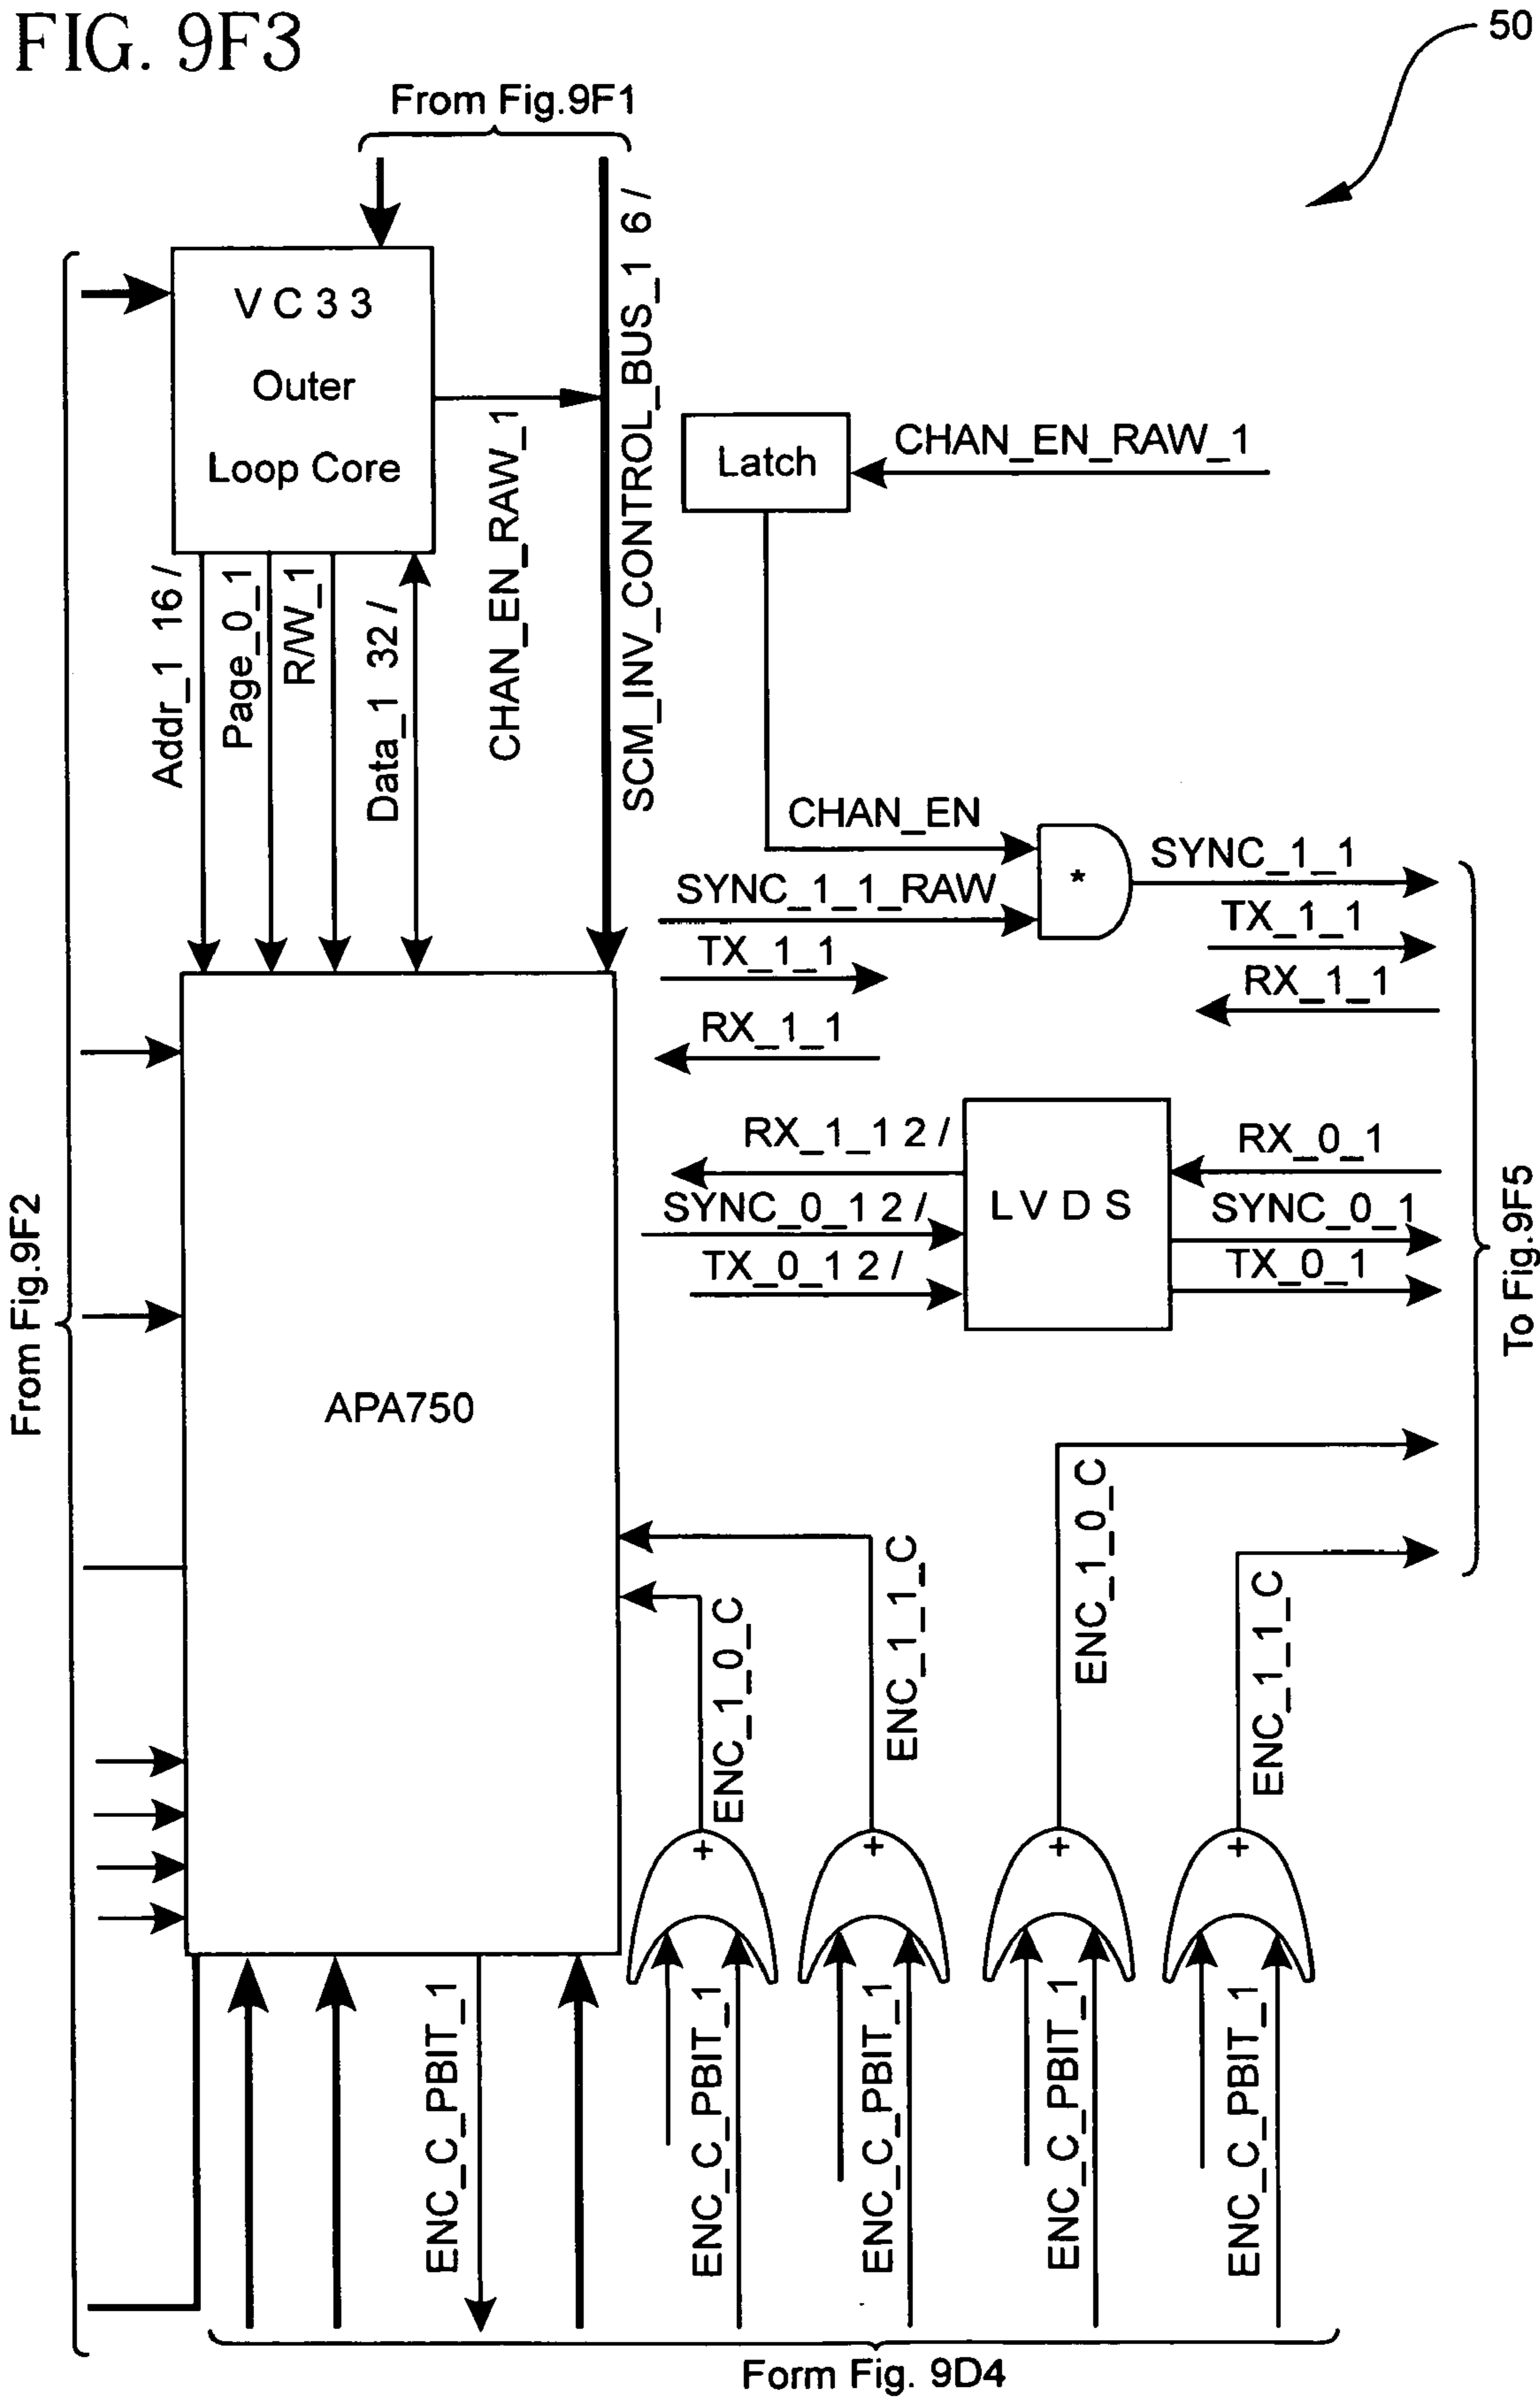 FIG. 9F3
50
From Fig.9F1
V C 3 3
Outer
Loop Core
SCM_INV_CONTROL_BUS_1 6 /
CHAN_EN_RAW_1
Latch
CHAN_EN_RAW_1
Addr_1 16 /
Page_0_1
R/W_1
Data_1 32 /
CHAN_EN
*
SYNC_1_1
SYNC_1_1_RAW
TX_1_1
TX_1_1
RX_1_1
RX_1_1
RX_1_1 2 /
RX_0_1
L V D S
SYNC_0_1 2 /
SYNC_0_1
TX_0_1 2 /
TX_0_1
From Fig.9F2
To Fig.9F5
APA750
ENC_1_0_C
ENC_1_1_C
ENC_1_0_C
ENC_1_1_C
+
+
+
+
ENC_C_PBIT_1
ENC_C_PBIT_1
ENC_C_PBIT_1
ENC_C_PBIT_1
ENC_C_PBIT_1
Form Fig. 9D4